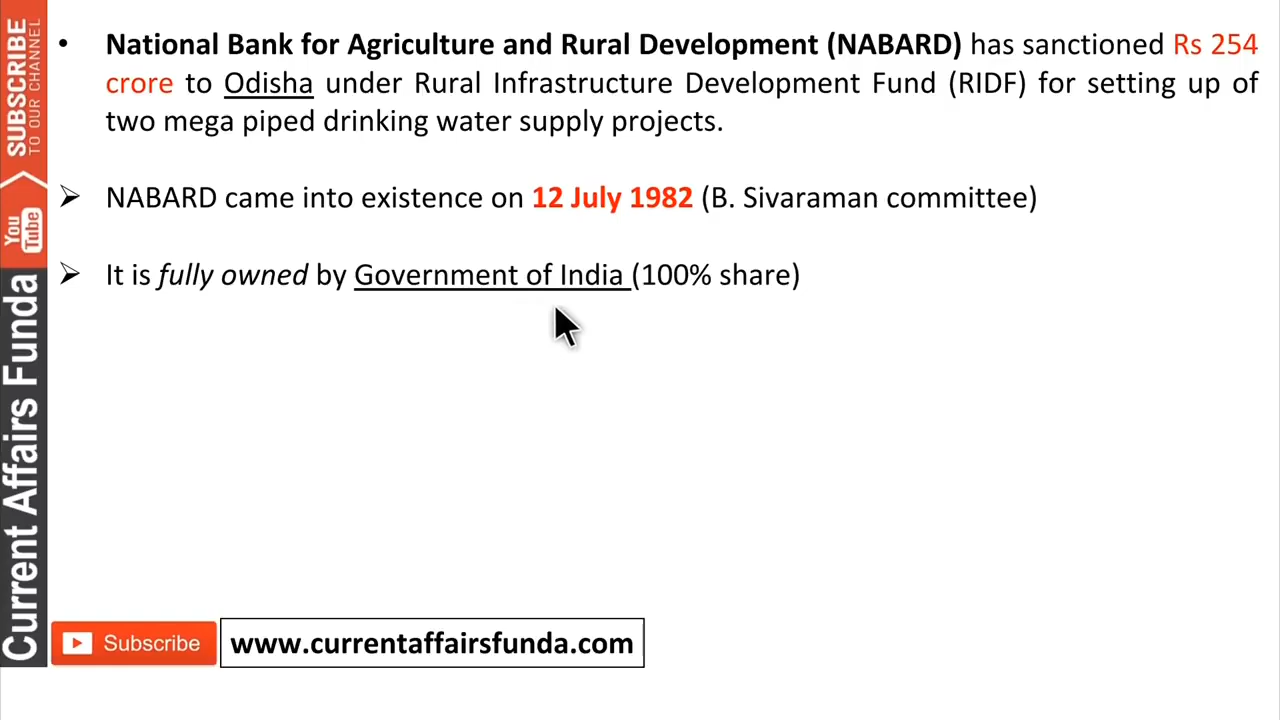 • National Bank for Agriculture and Rural Development (NABARD) has sanctioned Rs 254
crore to Odisha under Rural Infrastructure Development Fund (RIDF) for setting up of
two mega piped drinking water supply projects.
➢ NABARD came into existence on 12 July 1982 (B. Sivaraman committee)
➢ It is fully owned by Government of India (100% share)
SUBSCRIBE
TO OUR CHANNEL
You
Tube
Current Affairs Funda
Subscribe
www.currentaffairsfunda.com